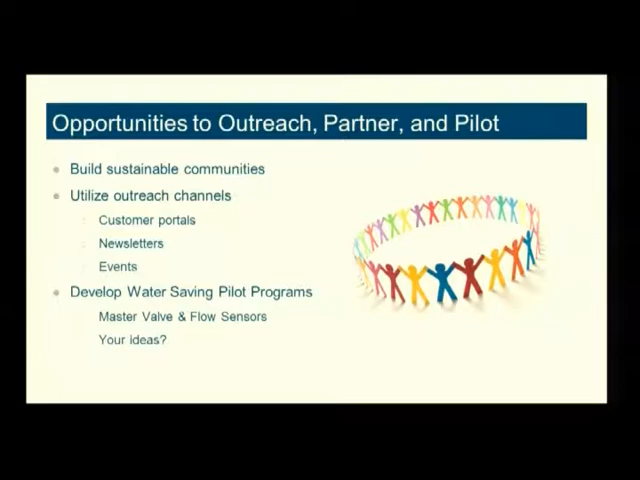 Opportunities to Outreach, Partner, and Pilot
Build sustainable communities
Utilize outreach channels
Customer portals
Newsletters
Events
Develop Water Saving Pilot Programs
Master Valve & Flow Sensors
Your ideas?